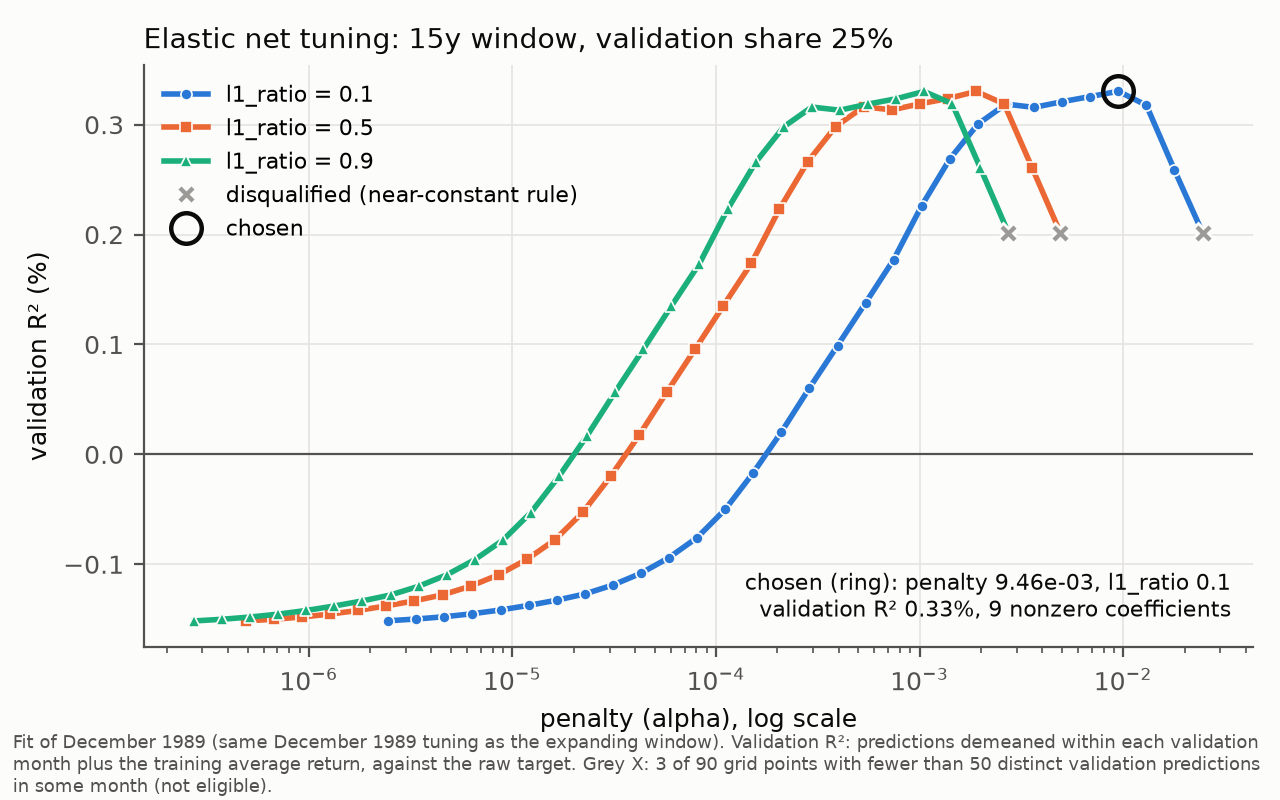 Elastic net tuning: 15y window, validation share 25%
l1_ratio = 0.1
l1_ratio = 0.5
l1_ratio = 0.9
disqualified (near-constant rule)
chosen
validation R² (%)
0.3
0.2
0.1
0.0
−0.1
chosen (ring): penalty 9.46e-03, l1_ratio 0.1
validation R² 0.33%, 9 nonzero coefficients
10⁻⁶ 10⁻⁵ 10⁻⁴ 10⁻³ 10⁻²
penalty (alpha), log scale
Fit of December 1989 (same December 1989 tuning as the expanding window). Validation R²: predictions demeaned within each validation
month plus the training average return, against the raw target. Grey X: 3 of 90 grid points with fewer than 50 distinct validation predictions
in some month (not eligible).